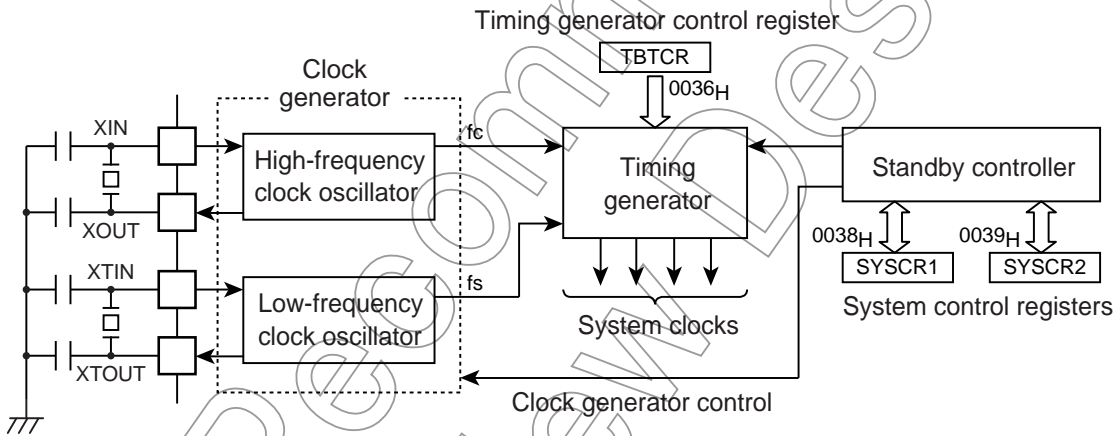 Timing generator control register
TBTCR
0036H
Clock
generator
XIN
High-frequency
clock oscillator
fc
XOUT
Timing
generator
Standby controller
0038H
0039H
SYSCR1
SYSCR2
System control registers
XTIN
Low-frequency
clock oscillator
fs
System clocks
XTOUT
Clock generator control